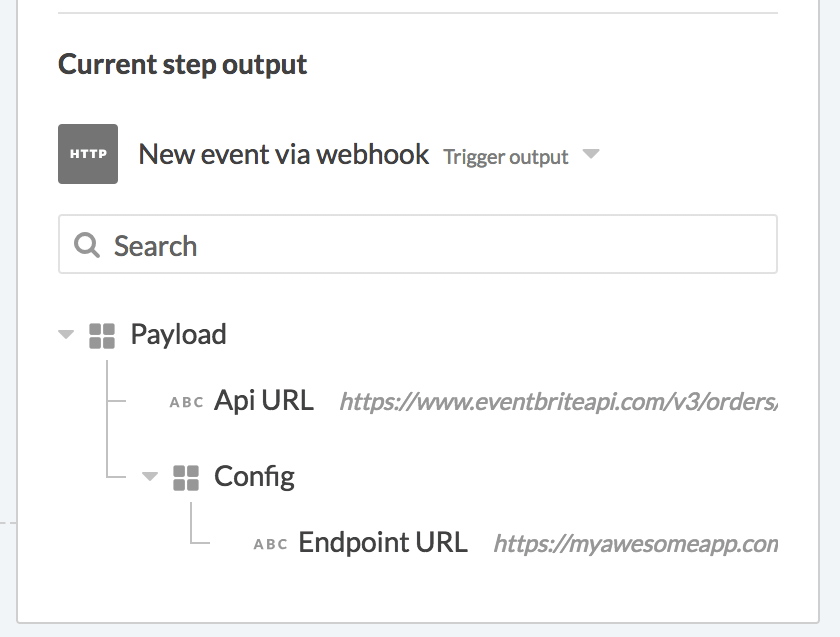 Current step output
HTTP New event via webhook Trigger output
Search
Payload
ABC Api URL https://www.eventbriteapi.com/v3/orders/
Config
ABC Endpoint URL https://myawesomeapp.com